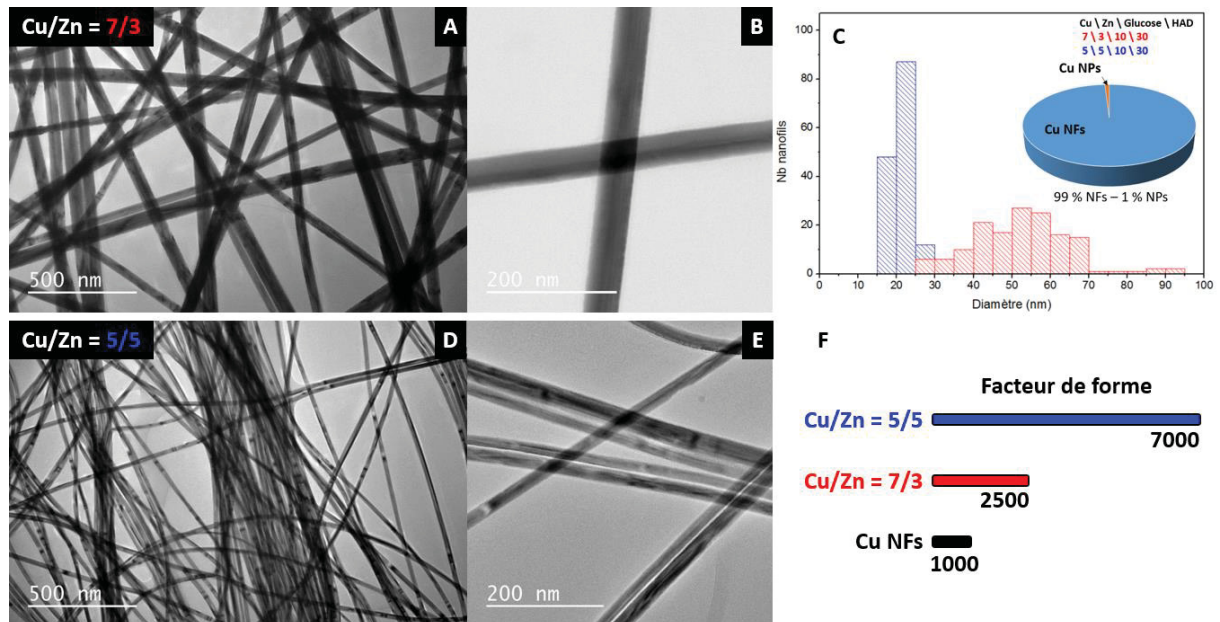 Cu/Zn = 7/3
A
500 nm
B
200 nm
C
Cu \ Zn \ Glucose \ HAD
7 \ 3 \ 10 \ 30
5 \ 5 \ 10 \ 30
Cu NPs
Cu NFs
99 % NFs – 1 % NPs
Nb nanofils
100
80
60
40
20
0
0 10 20 30 40 50 60 70 80 90 100
Diamètre (nm)
Cu/Zn = 5/5
D
500 nm
E
200 nm
F
Facteur de forme
Cu/Zn = 5/5
7000
Cu/Zn = 7/3
2500
Cu NFs
1000